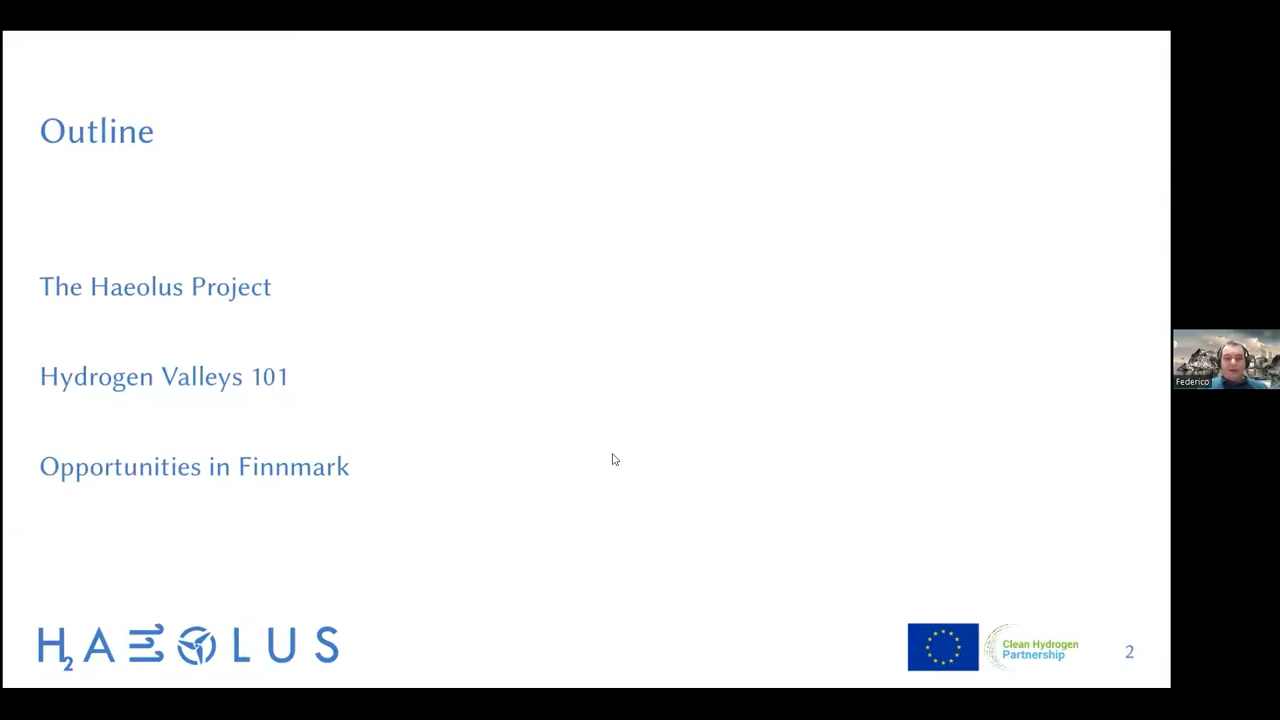 Outline
The Haeolus Project
Hydrogen Valleys 101
Opportunities in Finnmark
Federico
H2AEOLUS
Clean Hydrogen
Partnership
2